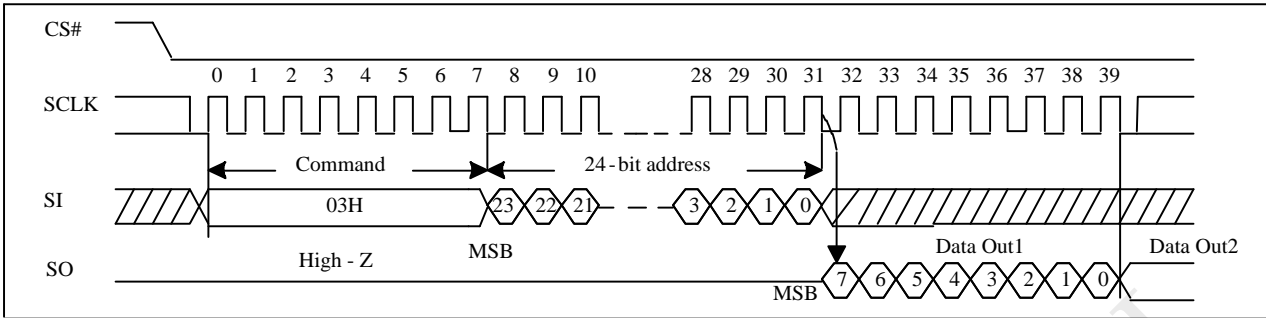 CS#
0 1 2 3 4 5 6 7 8 9 10 28 29 30 31 32 33 34 35 36 37 38 39
SCLK
Command 24-bit address
SI 03H 23 22 21 3 2 1 0
MSB Data Out1 Data Out2
High - Z
SO 7 6 5 4 3 2 1 0
MSB